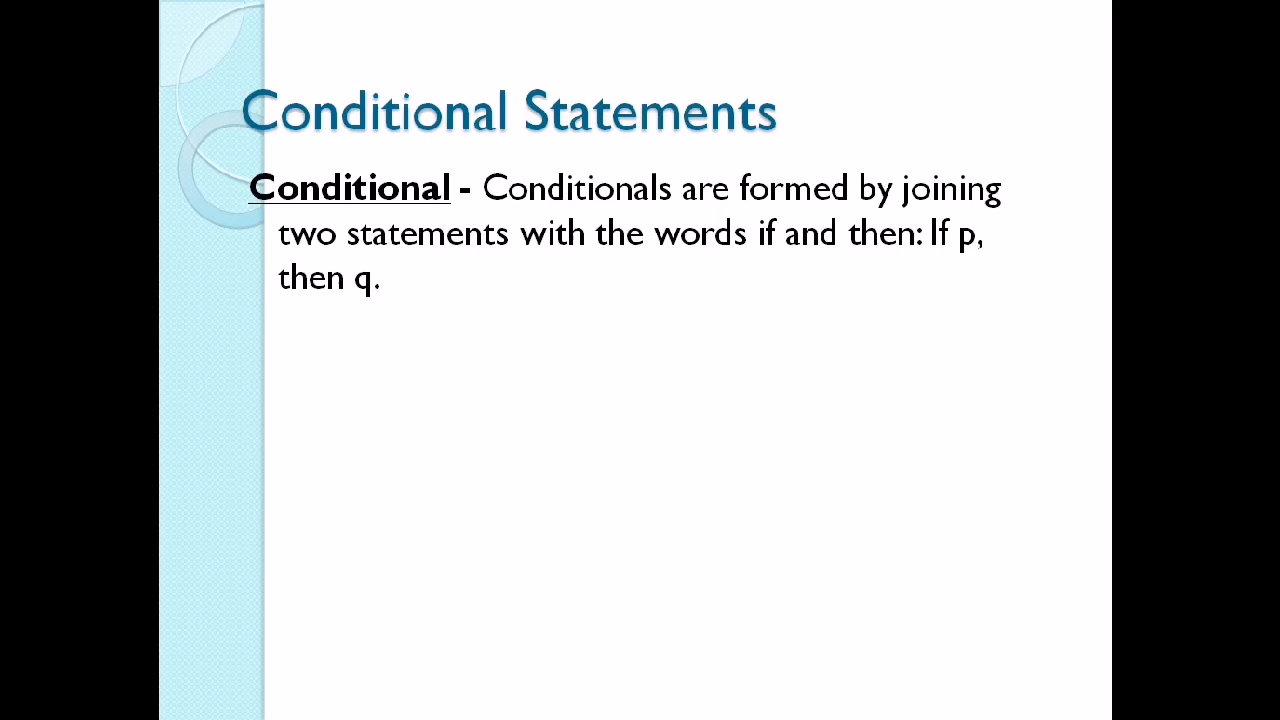 Conditional Statements
Conditional - Conditionals are formed by joining
two statements with the words if and then: If p,
then q.